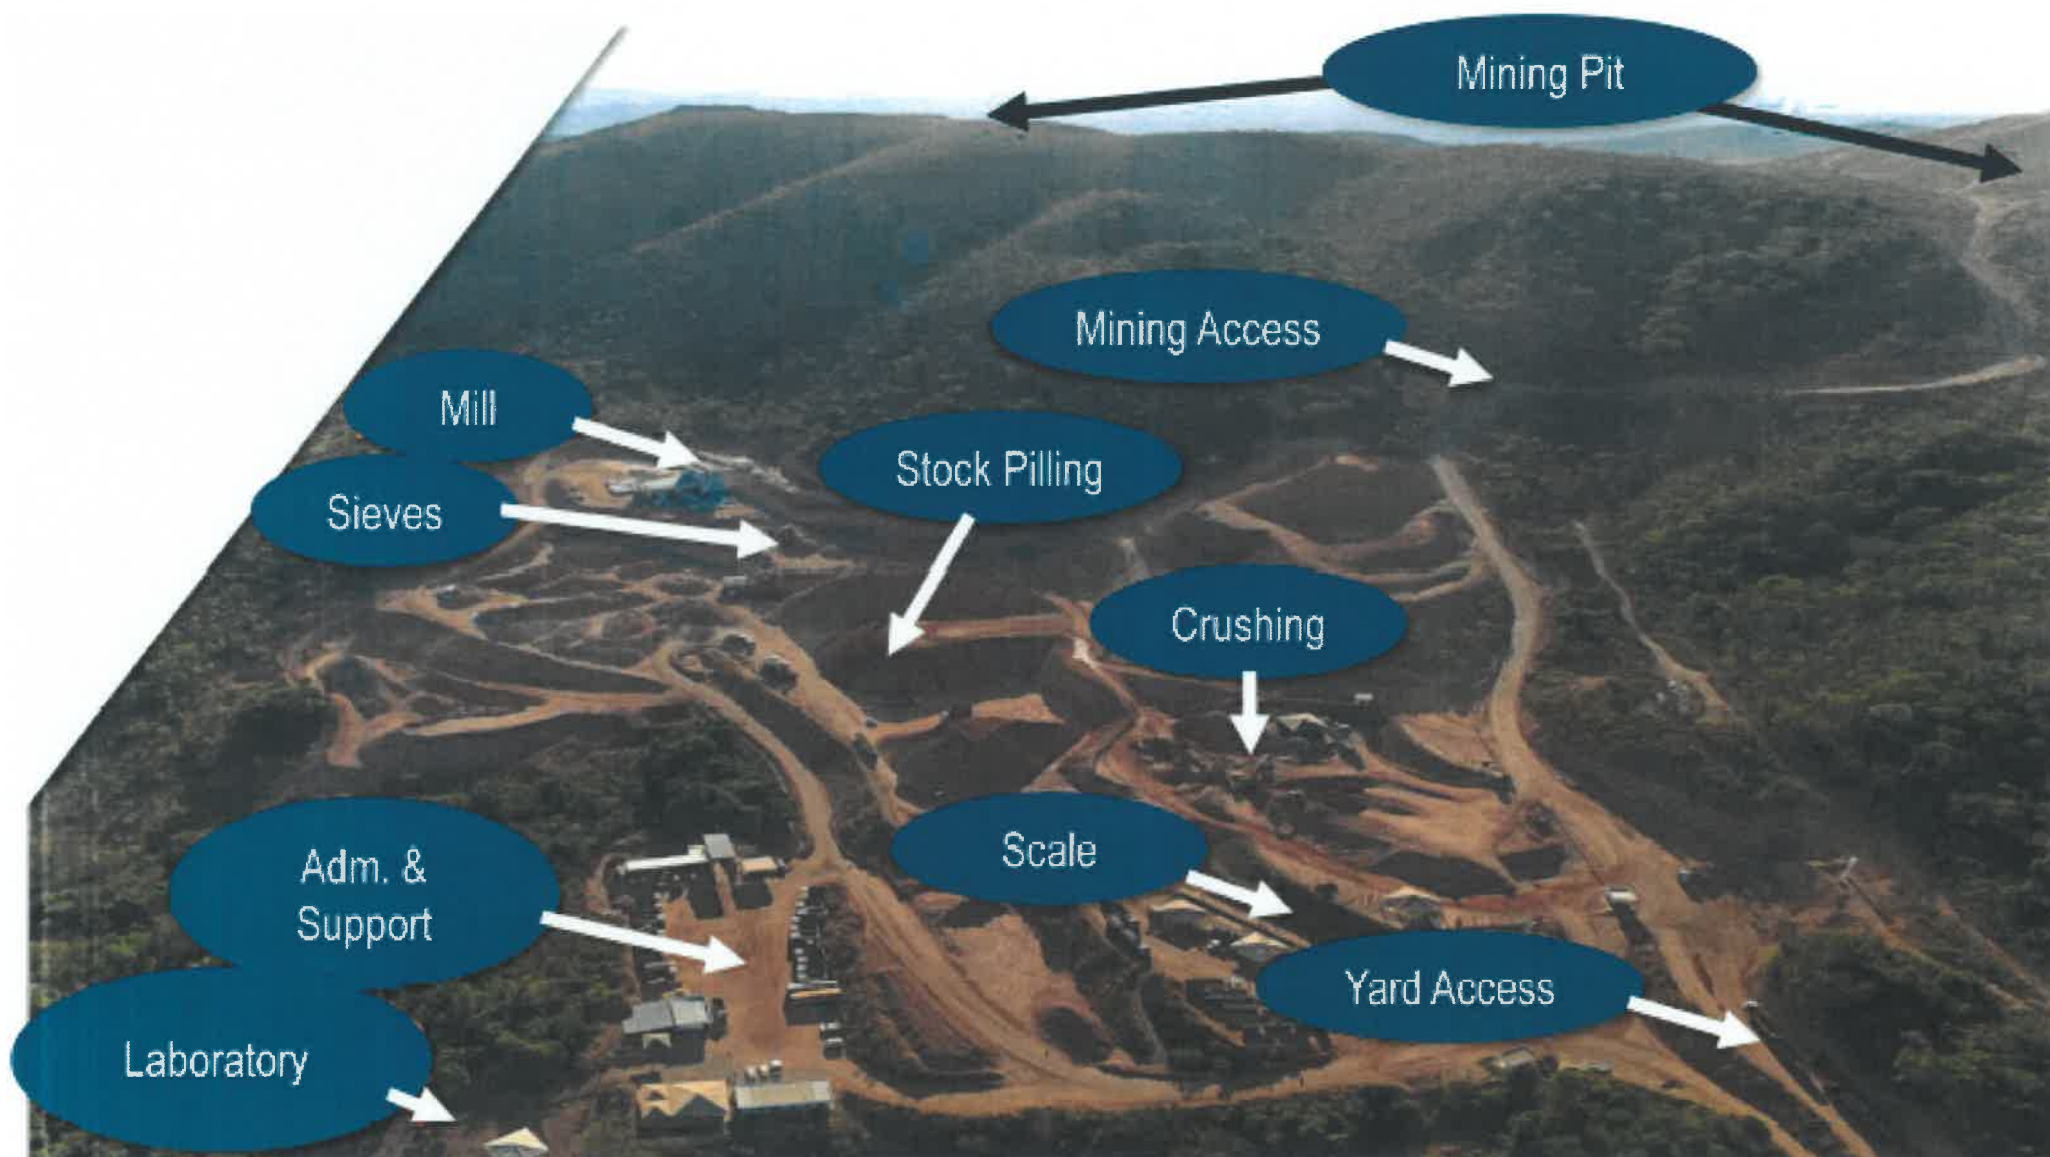 Mining Pit
Mining Access
Mill
Stock Pilling
Sieves
Crushing
Scale
Adm. &
Support
Yard Access
Laboratory